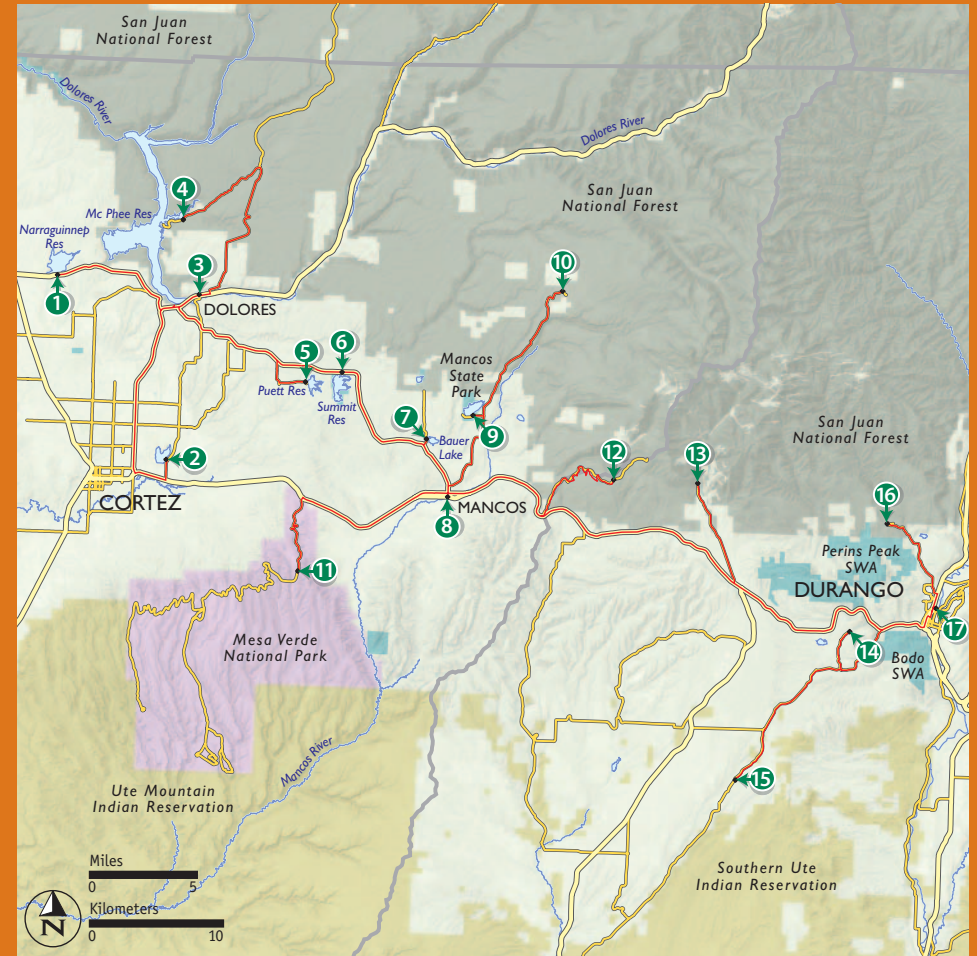 San Juan
National Forest
Dolores River
Dolores River
San Juan
National Forest
4
Mc Phee Res
Narraguinnep
Res
3
10
1
DOLORES
5
6
Mancos
State
Park
Puett Res
Summit
Res
7
9
Bauer
Lake
San Juan
National Forest
2
12
13
CORTEZ
8
MANCOS
16
11
Perins Peak
SWA
DURANGO
17
Mesa Verde
National Park
14
Bodo
SWA
Mancos River
15
Ute Mountain
Indian Reservation
Southern Ute
Indian Reservation
Miles
0 5
Kilometers
0 10
N